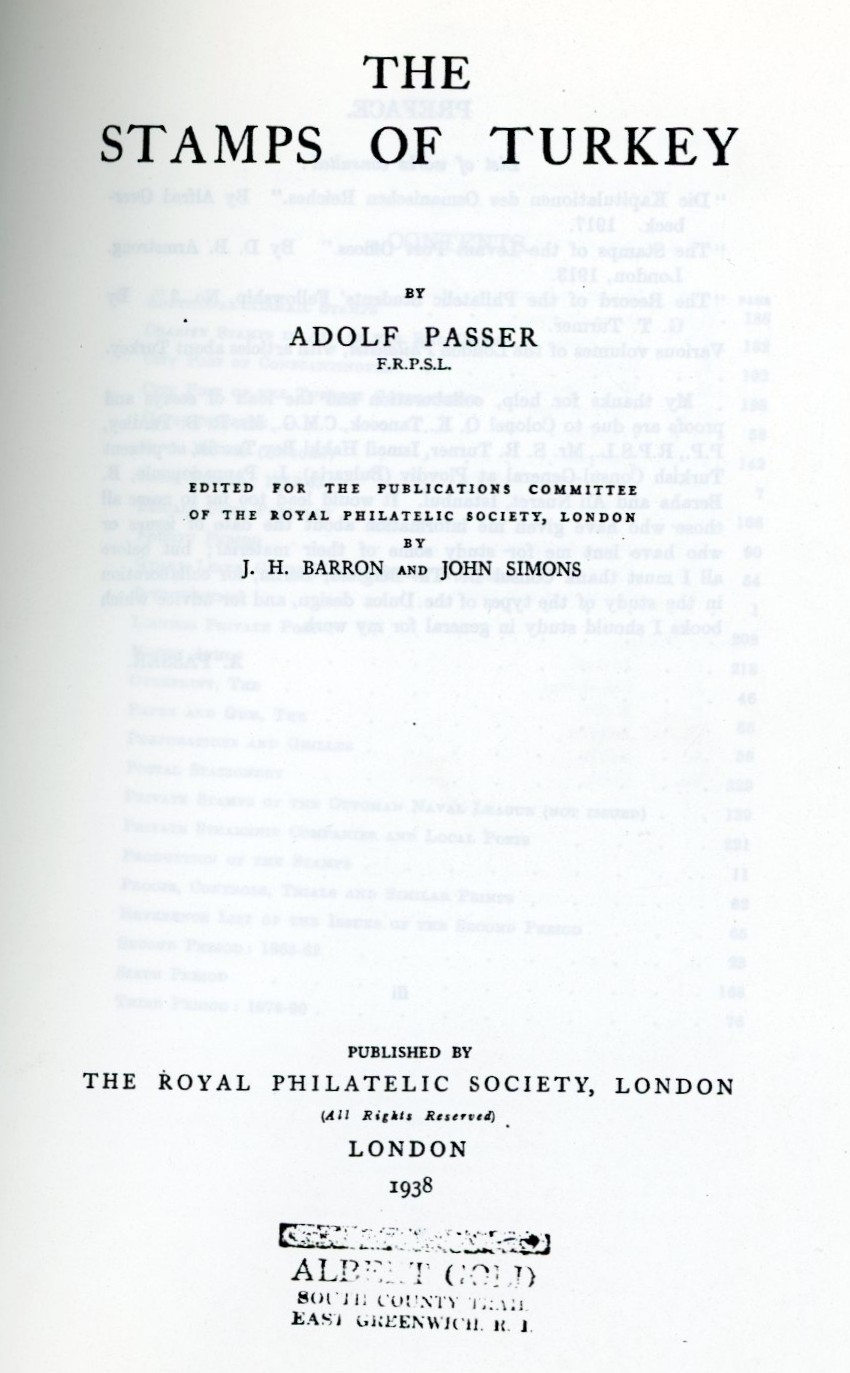 THE
STAMPS OF TURKEY
BY
ADOLF PASSER
F.R.P.S.L.
EDITED FOR THE PUBLICATIONS COMMITTEE
OF THE ROYAL PHILATELIC SOCIETY, LONDON
BY
J. H. BARRON AND JOHN SIMONS
PUBLISHED BY
THE ROYAL PHILATELIC SOCIETY, LONDON
(All Rights Reserved)
LONDON
1938
ALBERT GOLD
SOUTH COUNTY TRAIL
EAST GREENWICH. R. I.